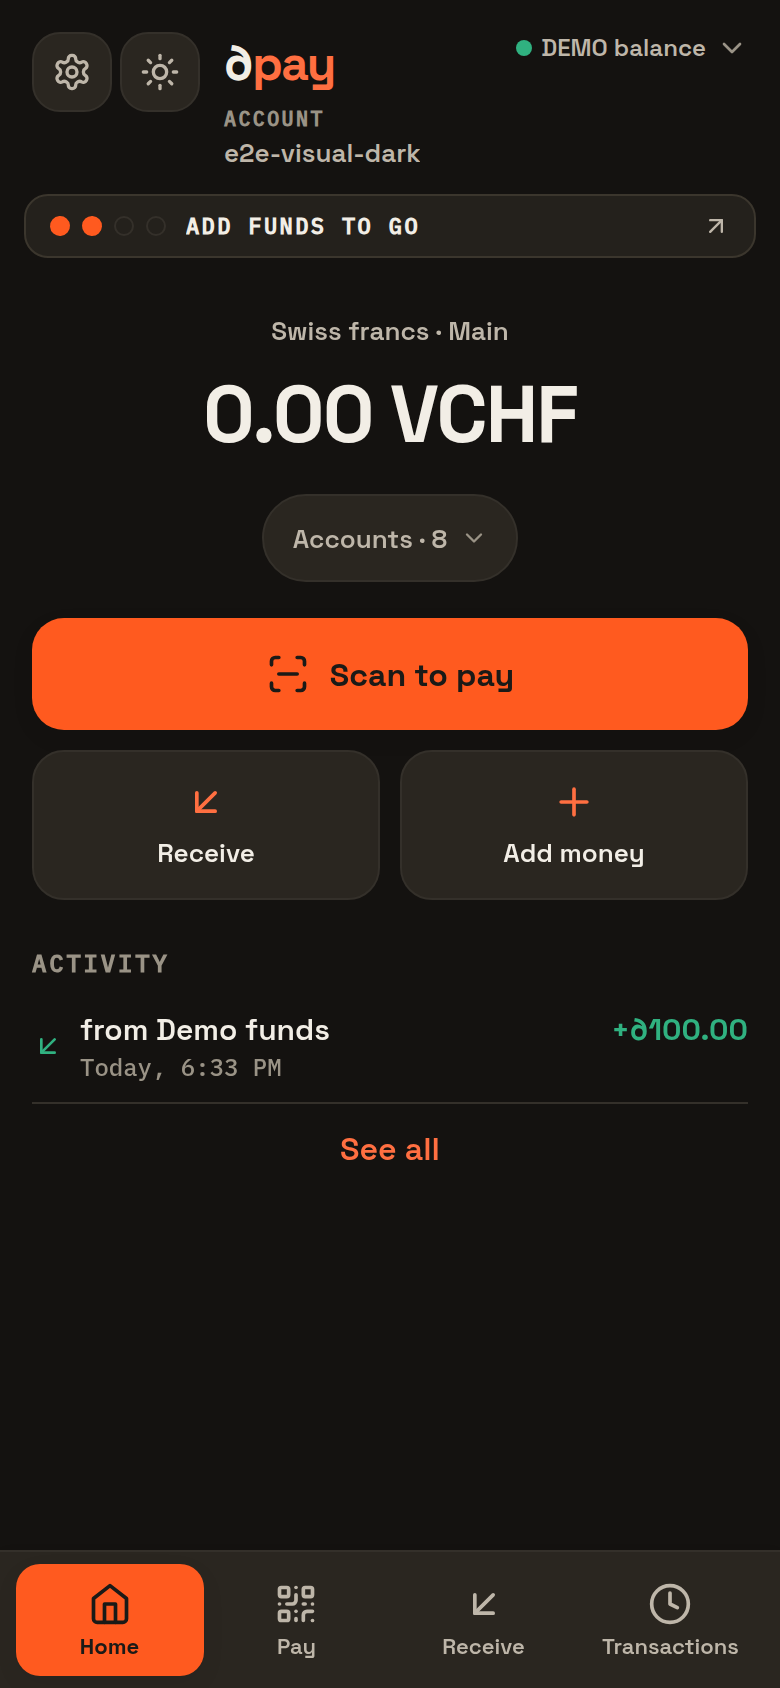 ∂pay
DEMO balance
ACCOUNT
e2e-visual-dark
ADD FUNDS TO GO
Swiss francs · Main
0.00 VCHF
Accounts · 8
Scan to pay
Receive
Add money
ACTIVITY
from Demo funds
+∂100.00
Today, 6:33 PM
See all
Home
Pay
Receive
Transactions